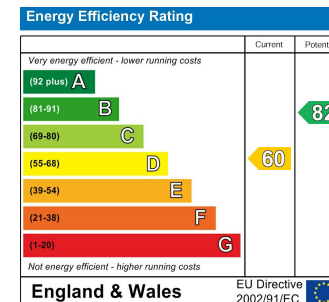 Energy Efficiency Rating
Current Potent
Very energy efficient - lower running costs
(92 plus) A
(81-91) B
82
(69-80) C
(55-68) D
60
(39-54) E
(21-38) F
(1-20) G
Not energy efficient - higher running costs
England & Wales
EU Directive
2002/91/EC